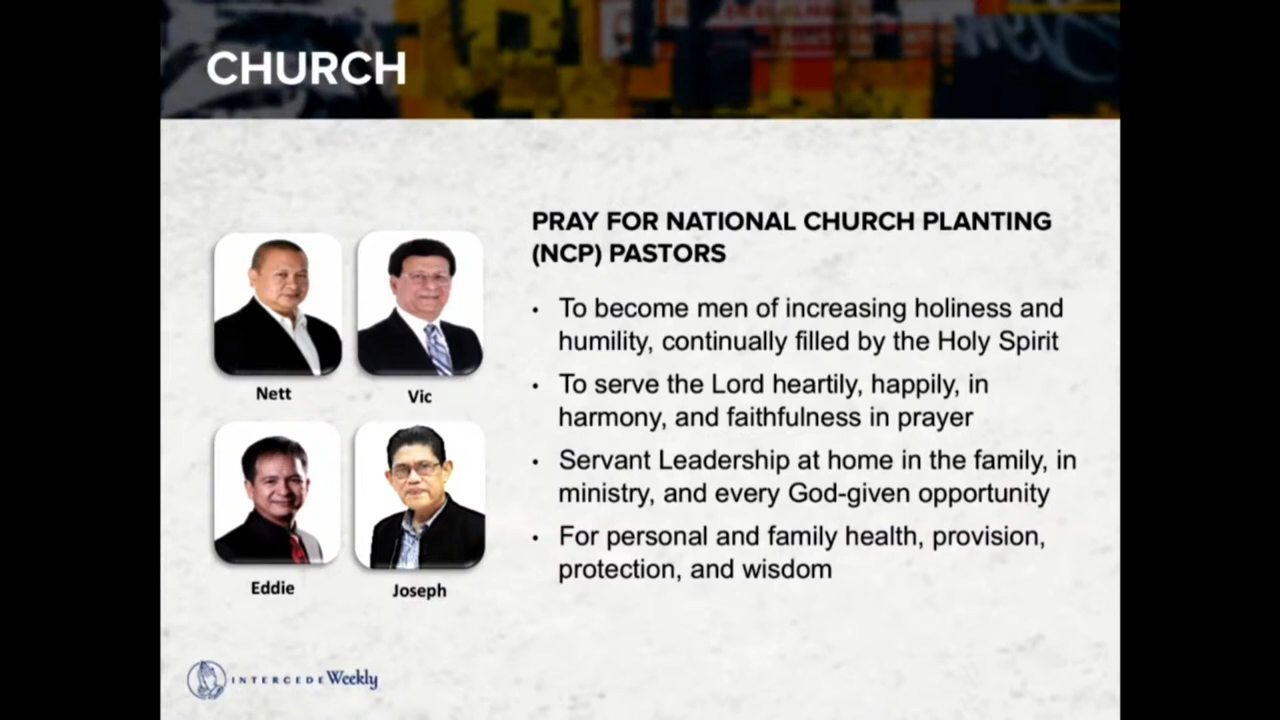 CHURCH
PRAY FOR NATIONAL CHURCH PLANTING
(NCP) PASTORS
• To become men of increasing holiness and
humility, continually filled by the Holy Spirit
• To serve the Lord heartily, happily, in
harmony, and faithfulness in prayer
• Servant Leadership at home in the family, in
ministry, and every God-given opportunity
• For personal and family health, provision,
protection, and wisdom
Nett
Vic
Eddie
Joseph
INTERCEDE Weekly